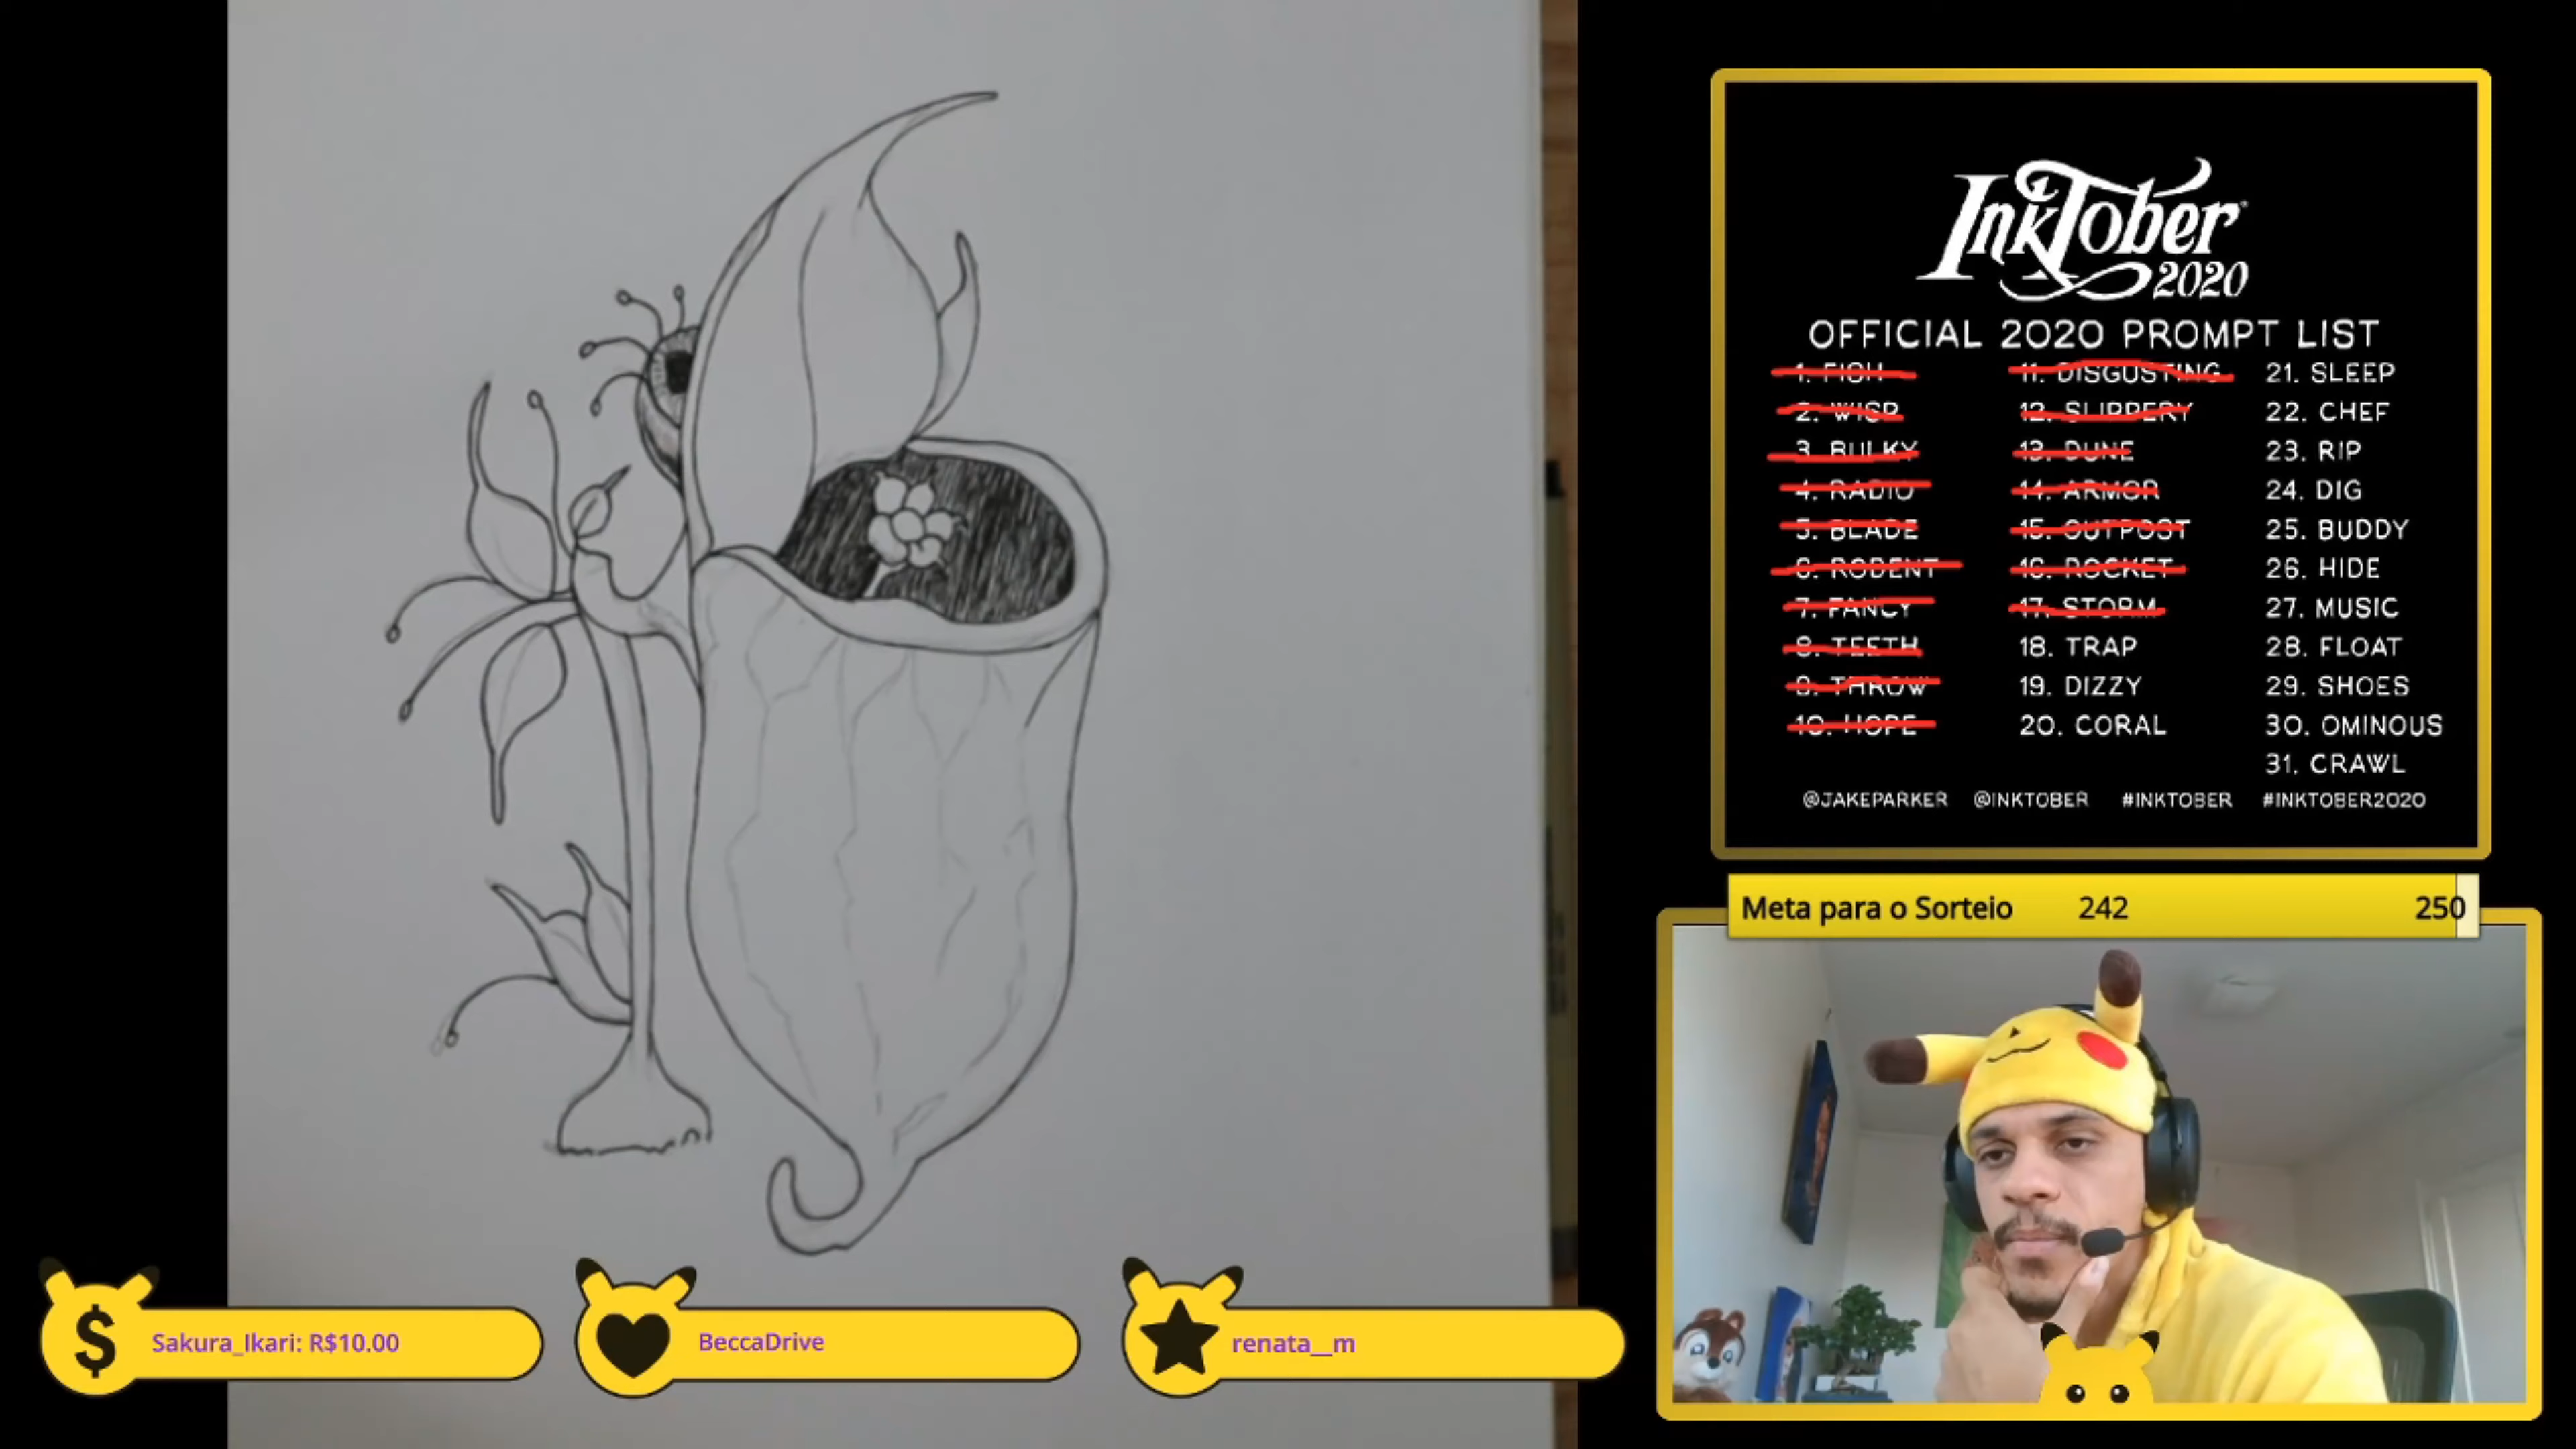 INKTOBER
2020
OFFICIAL 2020 PROMPT LIST
1. FISH
2. WISP
3. BULKY
4. RADIO
5. BLADE
6. RODENT
7. FANCY
8. TEETH
9. THROW
10. HOPE
11. DISGUSTING
12. SLIPPERY
13. DUNE
14. ARMOR
15. OUTPOST
16. ROCKET
17. STORM
18. TRAP
19. DIZZY
20. CORAL
21. SLEEP
22. CHEF
23. RIP
24. DIG
25. BUDDY
26. HIDE
27. MUSIC
28. FLOAT
29. SHOES
30. OMINOUS
31. CRAWL
@JAKEPARKER @INKTOBER #INKTOBER #INKTOBER2020
Meta para o Sorteio 242 250
$ Sakura_Ikari: R$10.00
BeccaDrive
renata__m